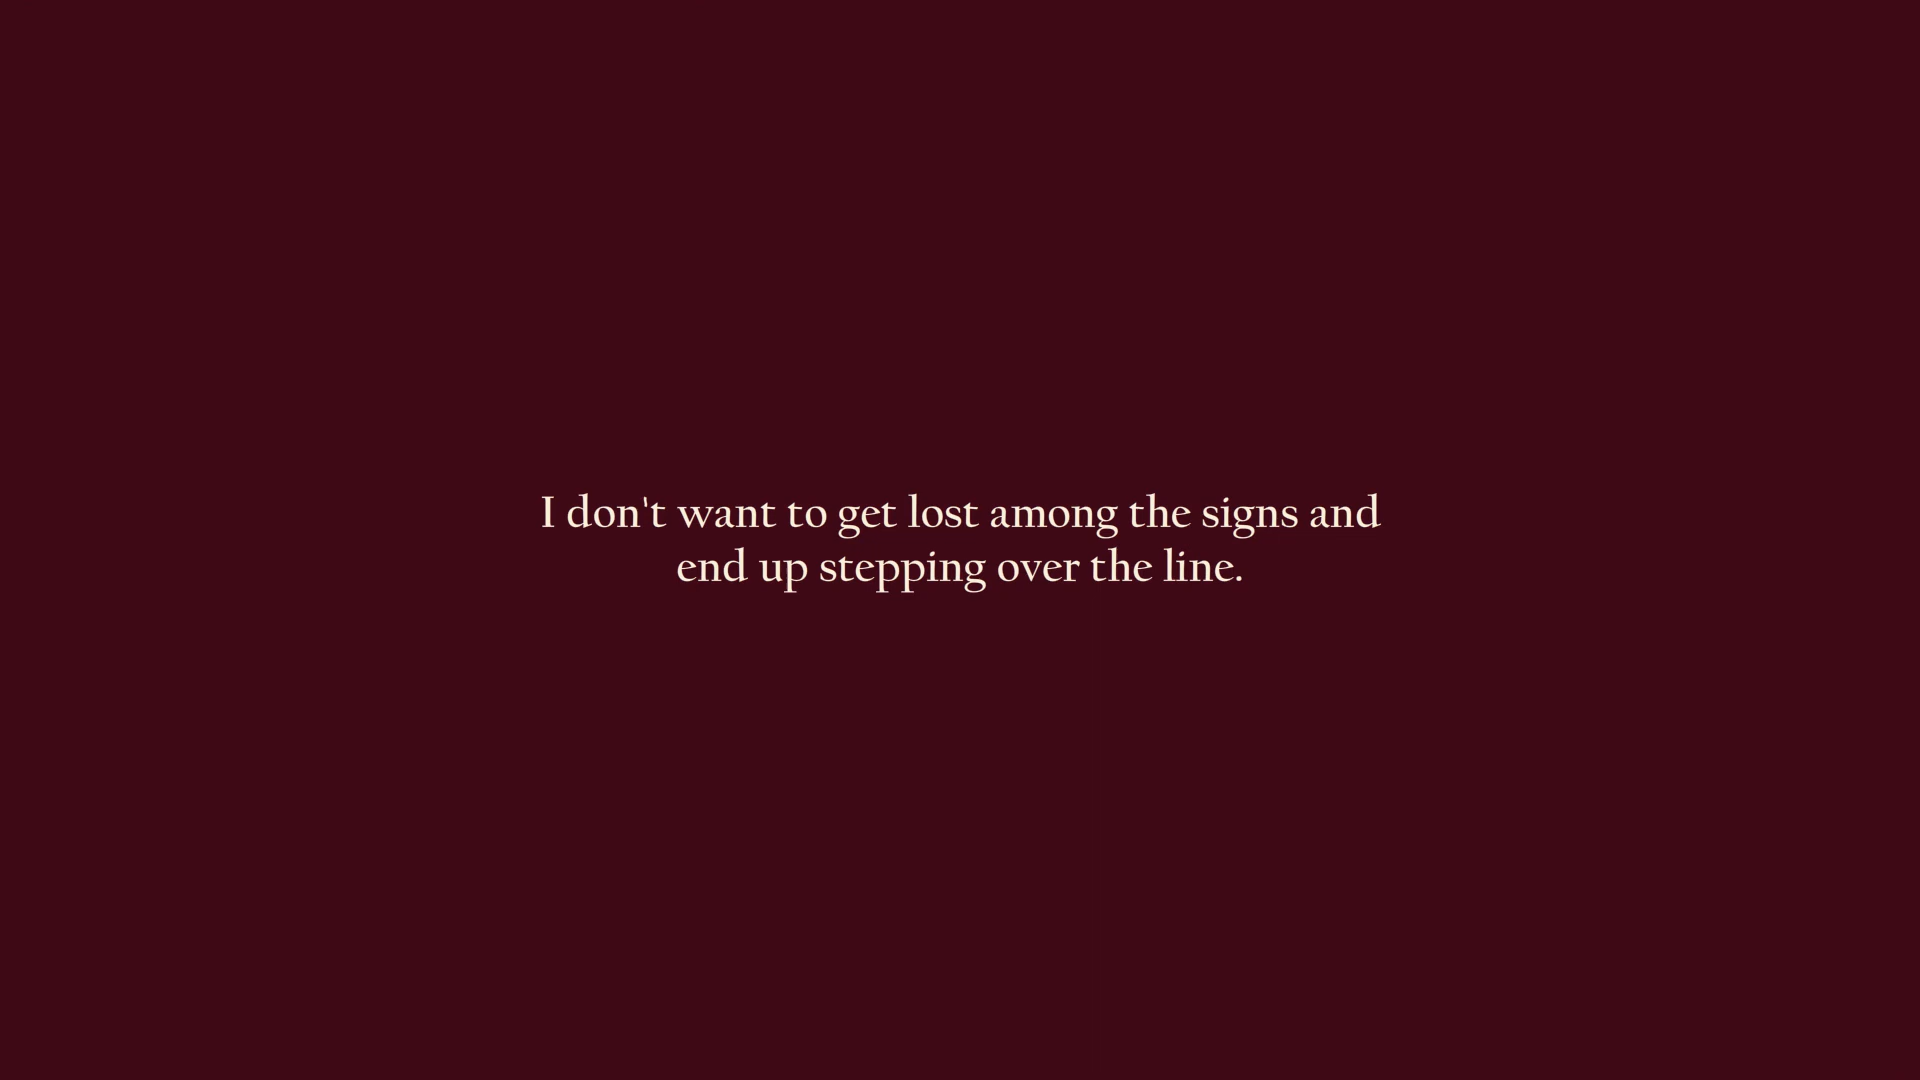 I don't want to get lost among the signs and
end up stepping over the line.